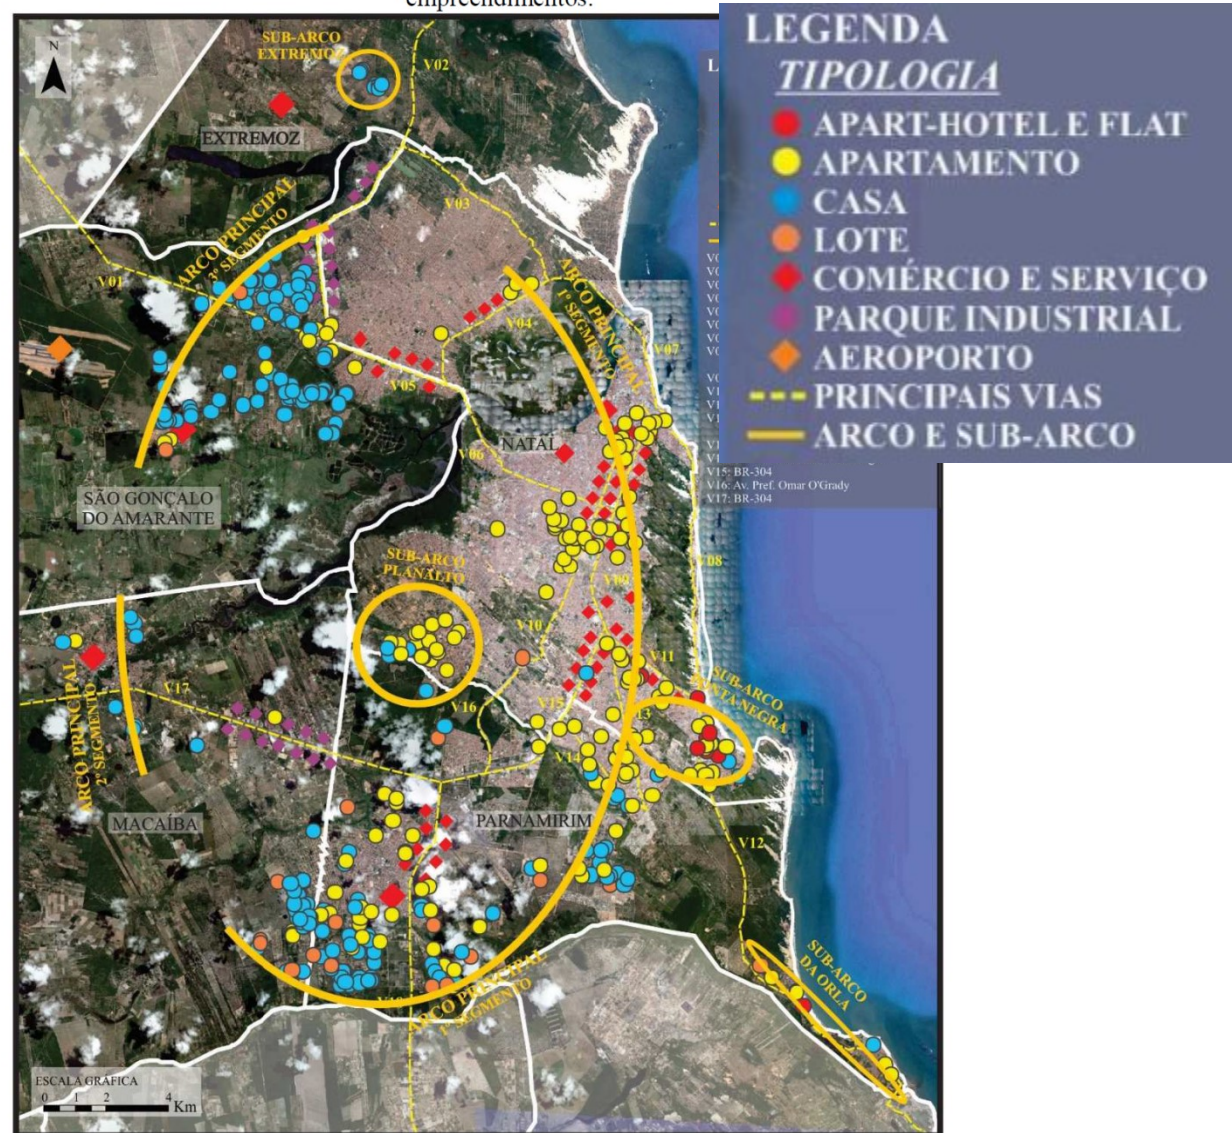 empreendimentos.
N
SUB-ARCO
EXTREMOZ
V02
EXTREMOZ
L
LEGENDA
TIPOLOGIA
APART-HOTEL E FLAT
APARTAMENTO
CASA
LOTE
COMÉRCIO E SERVIÇO
PARQUE INDUSTRIAL
AEROPORTO
PRINCIPAIS VIAS
ARCO E SUB-ARCO
V15: BR-304
V16: Av. Pref. Omar O'Grady
V17: BR-304
ARCO PRINCIPAL
3º SEGMENTO
V03
V01
ARCO PRINCIPAL
1º SEGMENTO
V04
V07
V05
NATAL
V06
SÃO GONÇALO
DO AMARANTE
SUB-ARCO
PLANALTO
V08
V09
V10
V11
SUB-ARCO
PONTA NEGRA
V17
V16
V15
13
V14
ARCO PRINCIPAL
2º SEGMENTO
MACAÍBA
PARNAMIRIM
V12
SUB-ARCO
DA ORLA
ARCO PRINCIPAL
1º SEGMENTO
ESCALA GRÁFICA
0 1 2 4
Km